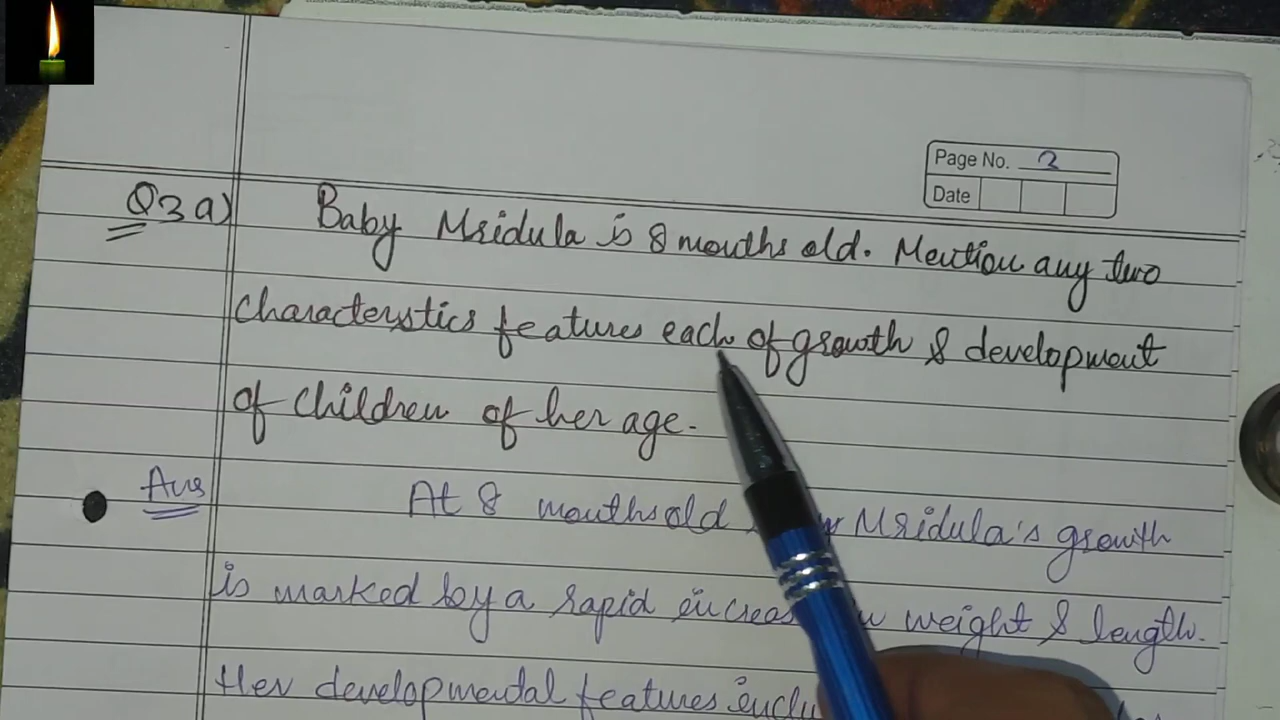 Page No. 2
Date
Q3 a) Baby Mridula is 8 months old. Mention any two
characterstics features each of growth & development
of children of her age.
Ans At 8 months old Mridula's growth
is marked by a rapid weight & length.
Her developmental features